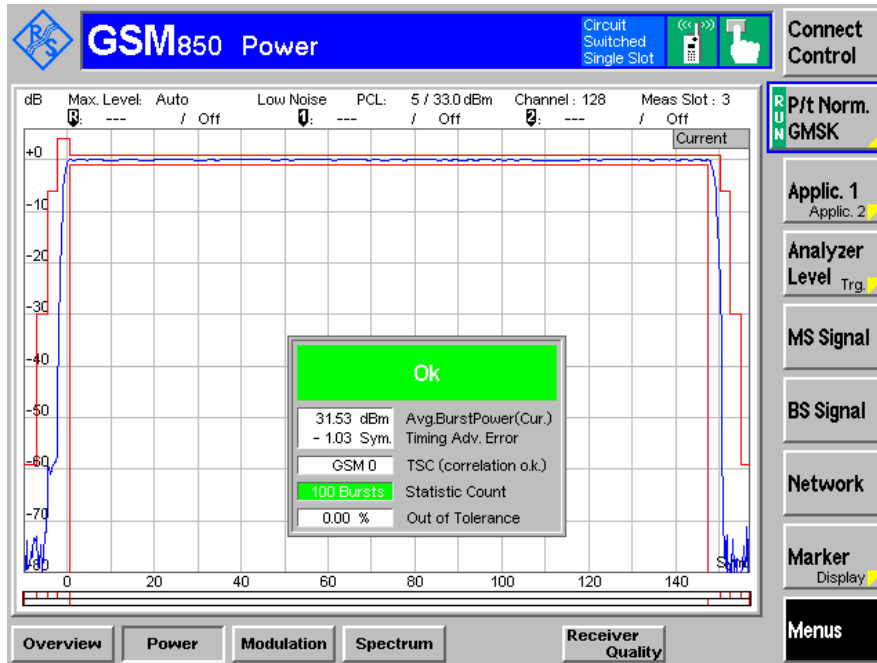 R&S
GSM850 Power
Circuit
Switched
Single Slot
Connect
Control
dB Max. Level: Auto Low Noise PCL: 5 / 33.0 dBm Channel : 128 Meas Slot : 3
R: --- / Off 1: --- / Off 2: --- / Off
Current
RUN
P/t Norm.
GMSK
Applic. 1
Applic. 2
Analyzer
Level Trg.
MS Signal
BS Signal
Network
Marker
Display
Menus
+0
-10
-20
-30
-40
-50
-60
-70
-80
Ok
31.53 dBm Avg.BurstPower(Cur.)
- 1.03 Sym. Timing Adv. Error
GSM 0 TSC (correlation o.k.)
100 Bursts Statistic Count
0.00 % Out of Tolerance
0 20 40 60 80 100 120 140
Overview Power Modulation Spectrum Receiver
Quality